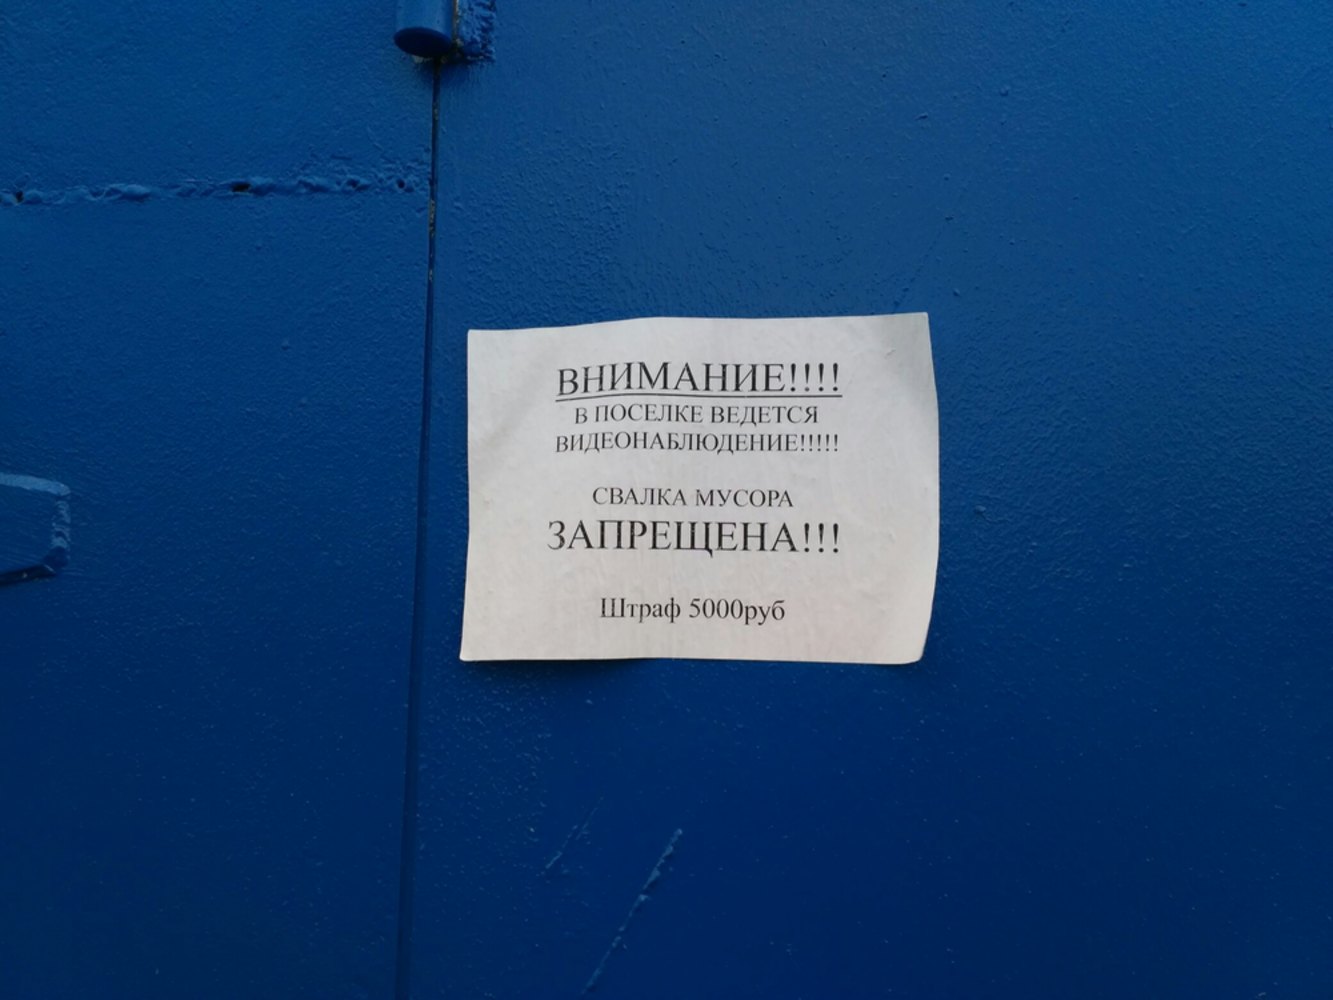 ВНИМАНИЕ!!!!
В ПОСЕЛКЕ ВЕДЕТСЯ
ВИДЕОНАБЛЮДЕНИЕ!!!!!
СВАЛКА МУСОРА
ЗАПРЕЩЕНА!!!
Штраф 5000руб